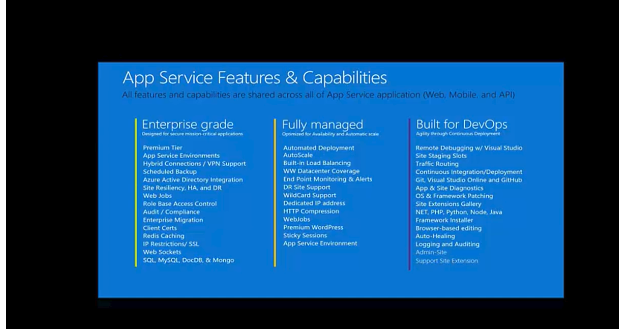 App Service Features & Capabilities
All features and capabilities are shared across all of App Service application (Web, Mobile, and API)
Enterprise grade
Designed for secure mission-critical applications
Premium Tier
App Service Environments
Hybrid Connections / VPN Support
Scheduled Backup
Azure Active Directory Integration
Site Resiliency, HA, and DR
Web Jobs
Role Base Access Control
Audit / Compliance
Enterprise Migration
Client Certs
Redis Caching
IP Restrictions/ SSL
Web Sockets
SQL, MySQL, DocDB, & Mongo
Fully managed
Optimized for Availability and Automatic scale
Automated Deployment
AutoScale
Built-in Load Balancing
WW Datacenter Coverage
End Point Monitoring & Alerts
DR Site Support
WildCard Support
Dedicated IP address
HTTP Compression
WebJobs
Premium WordPress
Sticky Sessions
App Service Environment
Built for DevOps
Agility through Continuous Deployment
Remote Debugging w/ Visual Studio
Site Staging Slots
Traffic Routing
Continuous Integration/Deployment
Git, Visual Studio Online and GitHub
App & Site Diagnostics
OS & Framework Patching
Site Extensions Gallery
NET, PHP, Python, Node, Java
Framework Installer
Browser-based editing
Auto-Healing
Logging and Auditing
Admin-Site
Support Site Extension